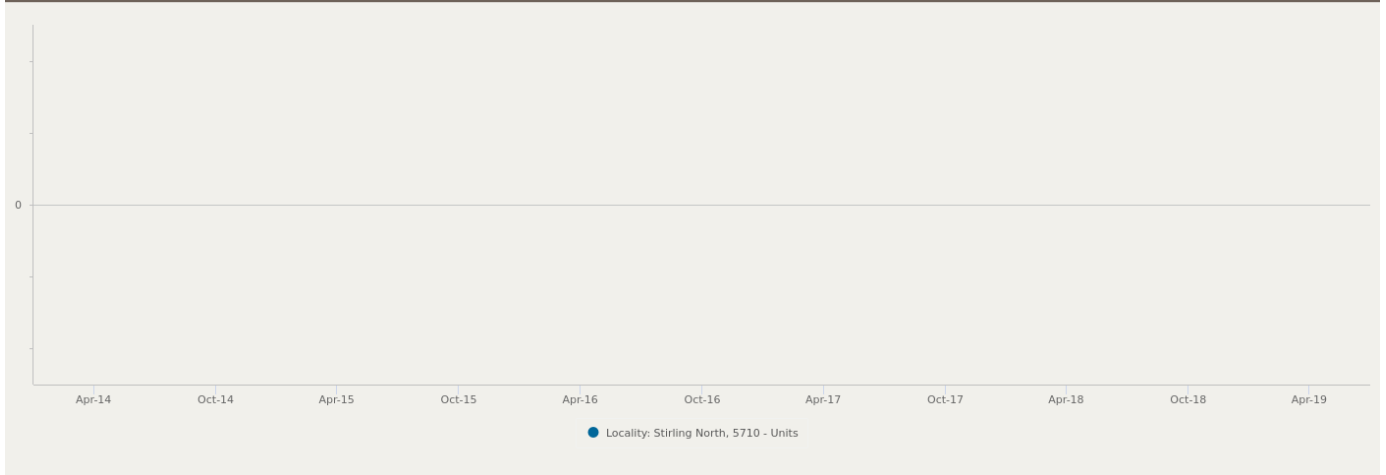 0
Apr-14 Oct-14 Apr-15 Oct-15 Apr-16 Oct-16 Apr-17 Oct-17 Apr-18 Oct-18 Apr-19
Locality: Stirling North, 5710 - Units